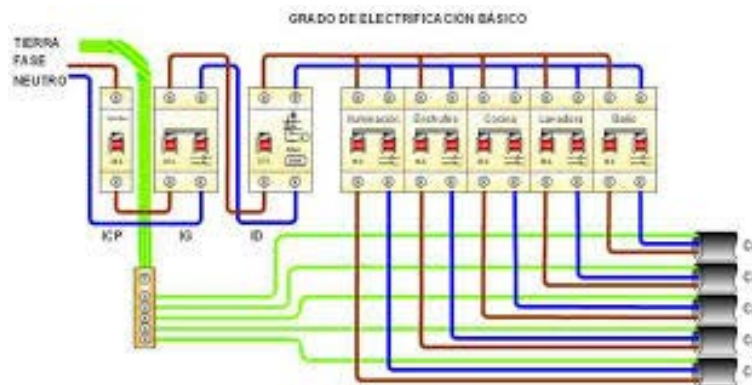 GRADO DE ELECTRIFICACIÓN BÁSICO
TIERRA
FASE
NEUTRO
Iluminación Enchufes Cocina Lavadora Baño
ICP IG ID
C
C
C
C
C